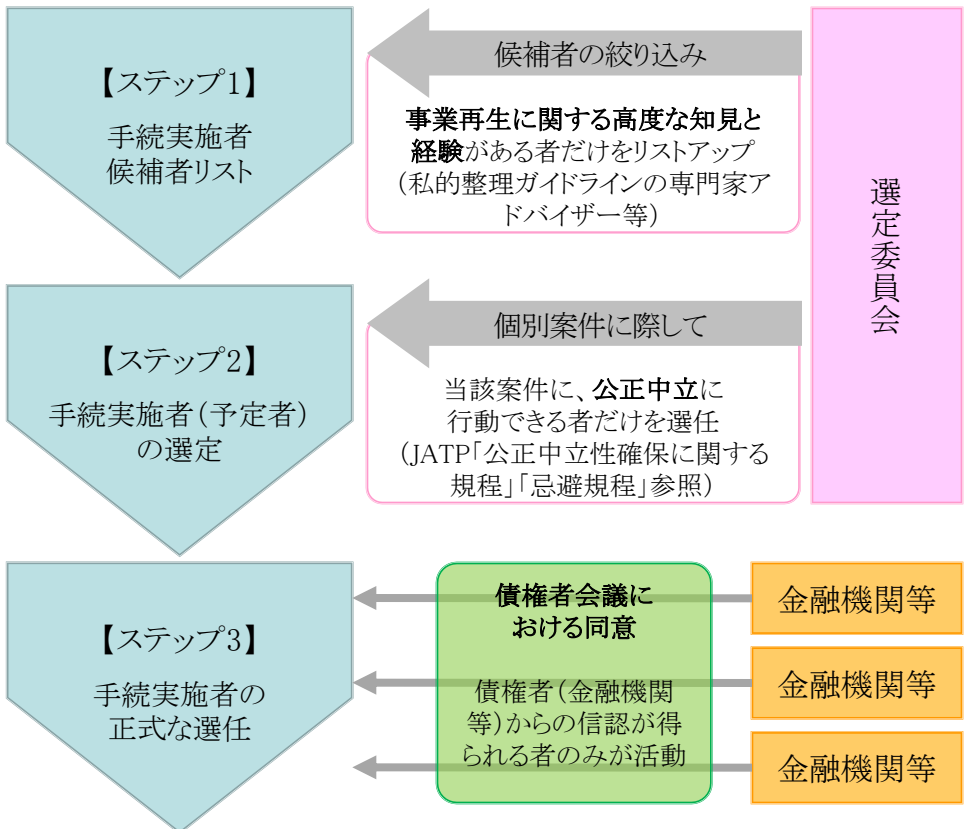 【ステップ1】
手続実施者
候補者リスト
候補者の絞り込み
事業再生に関する高度な知見と
経験がある者だけをリストアップ
(私的整理ガイドラインの専門家ア
ドバイザー等)
選定委員会
【ステップ2】
手続実施者(予定者)
の選定
個別案件に際して
当該案件に、公正中立に
行動できる者だけを選任
(JATP「公正中立性確保に関する
規程」「忌避規程」参照)
【ステップ3】
手続実施者の
正式な選任
債権者会議に
おける同意
債権者(金融機関
等)からの信認が得
られる者のみが活動
金融機関等
金融機関等
金融機関等